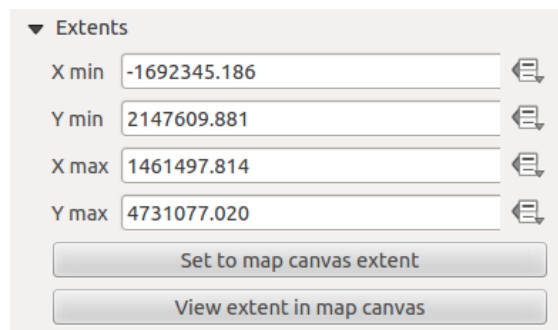 Extents
X min -1692345.186
Y min 2147609.881
X max 1461497.814
Y max 4731077.020
Set to map canvas extent
View extent in map canvas